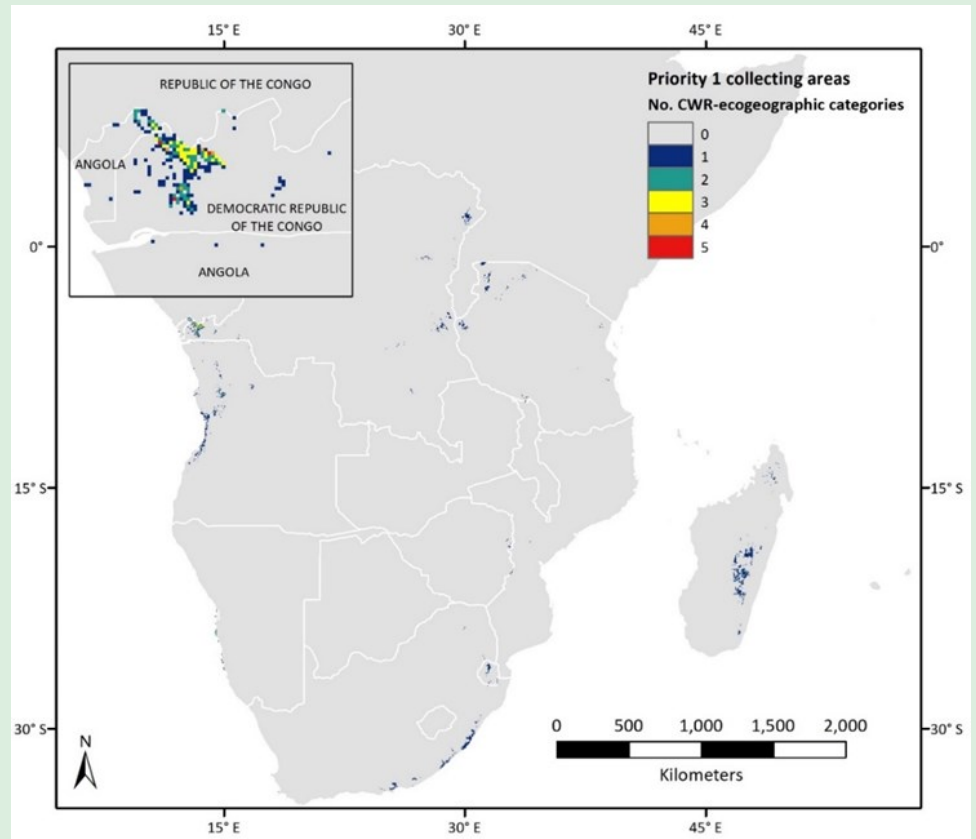 15° E 30° E 45° E
REPUBLIC OF THE CONGO
ANGOLA
DEMOCRATIC REPUBLIC
OF THE CONGO
ANGOLA
Priority 1 collecting areas
No. CWR-ecogeographic categories
0
1
2
3
4
5
0° 0°
15° S 15° S
30° S 30° S
N
0 500 1,000 1,500 2,000
Kilometers
15° E 30° E 45° E